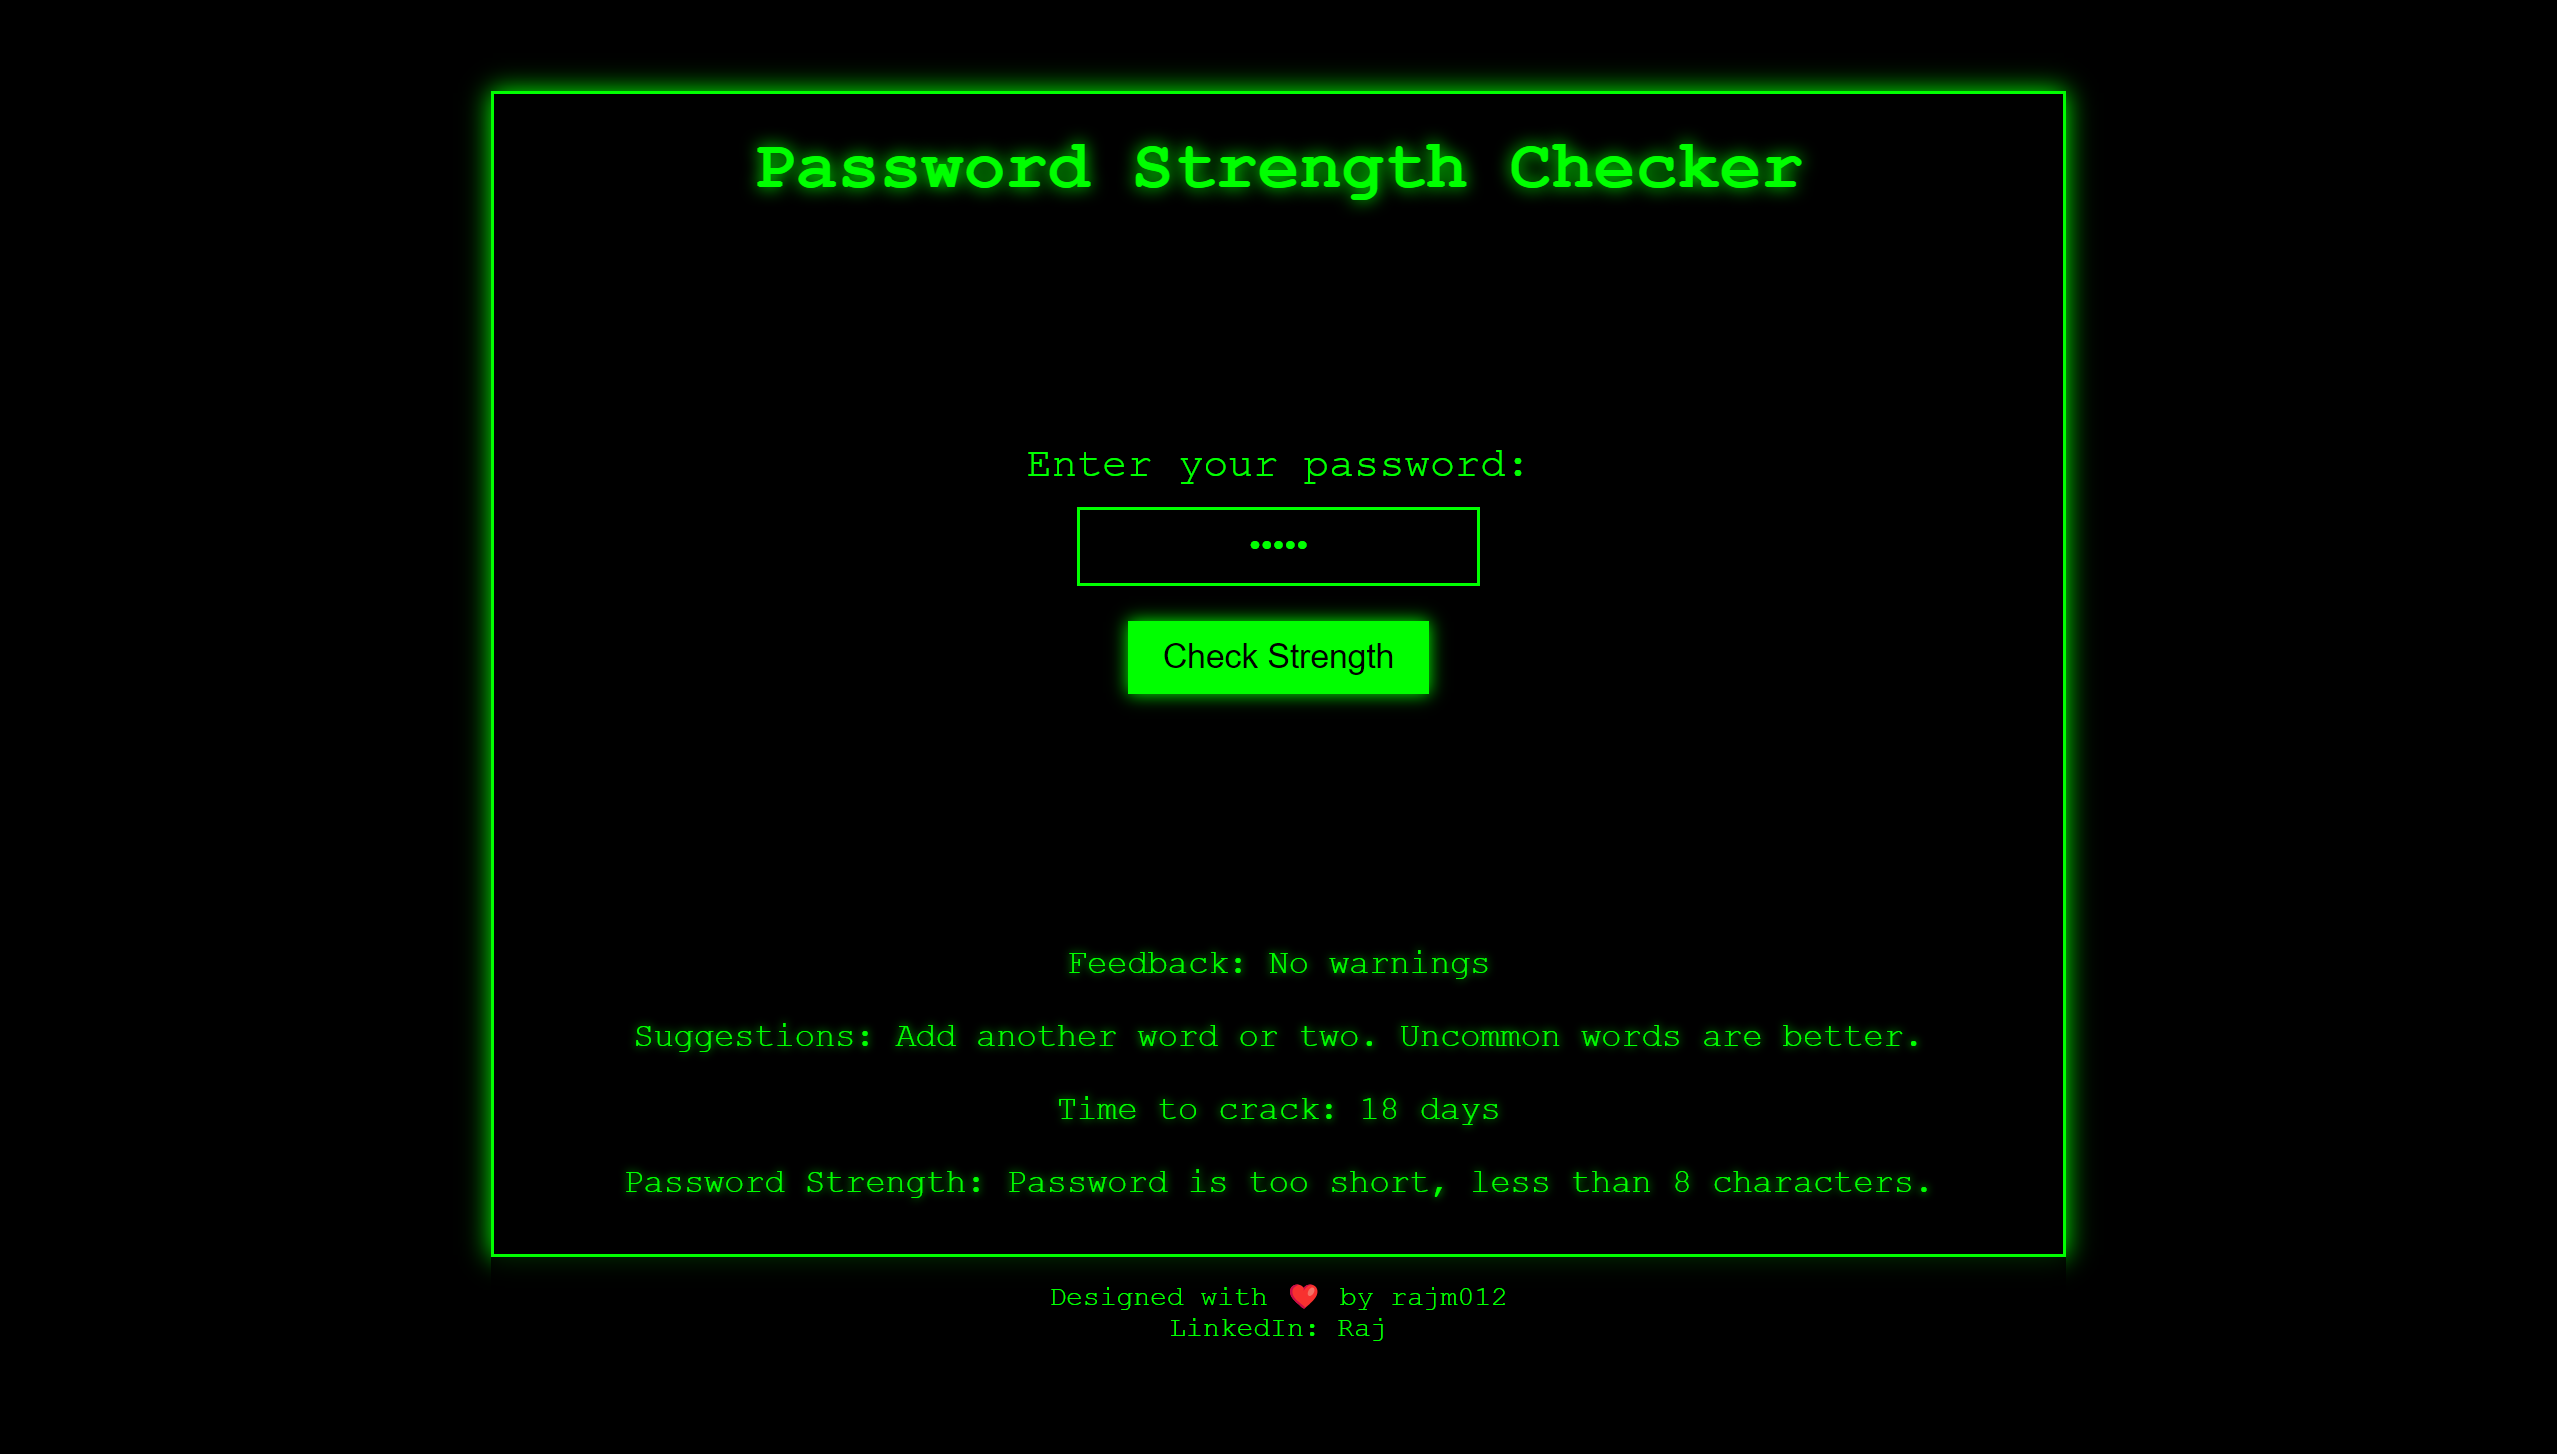 Password Strength Checker
Enter your password:
•••••
Check Strength
Feedback: No warnings
Suggestions: Add another word or two. Uncommon words are better.
Time to crack: 18 days
Password Strength: Password is too short, less than 8 characters.
Designed with ❤️ by rajm012
LinkedIn: Raj